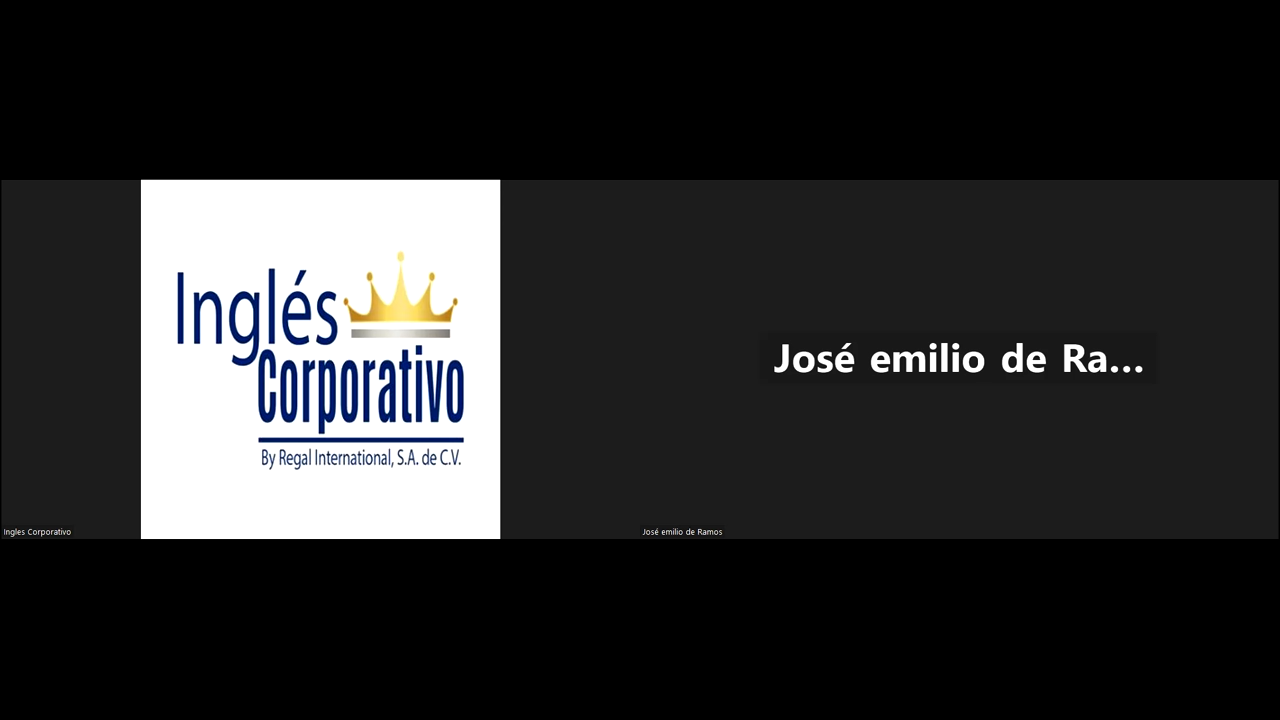 Inglés
Corporativo
By Regal International, S.A. de C.V.
José emilio de Ra...
Ingles Corporativo
José emilio de Ramos